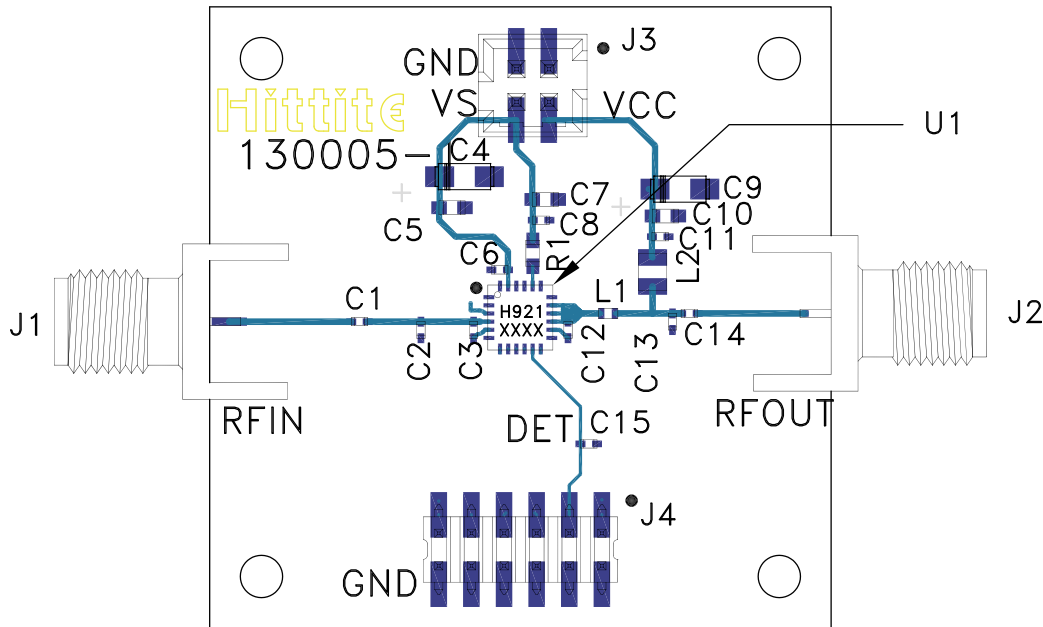 J3
GND
VS
VCC
U1
Hittite
130005-
C4
C7
C9
C5
C8
C10
C11
C6
R1
L2
H921
XXXX
L1
C1
J1
J2
C2
C3
C12
C13
C14
RFIN
RFOUT
DET
C15
J4
GND